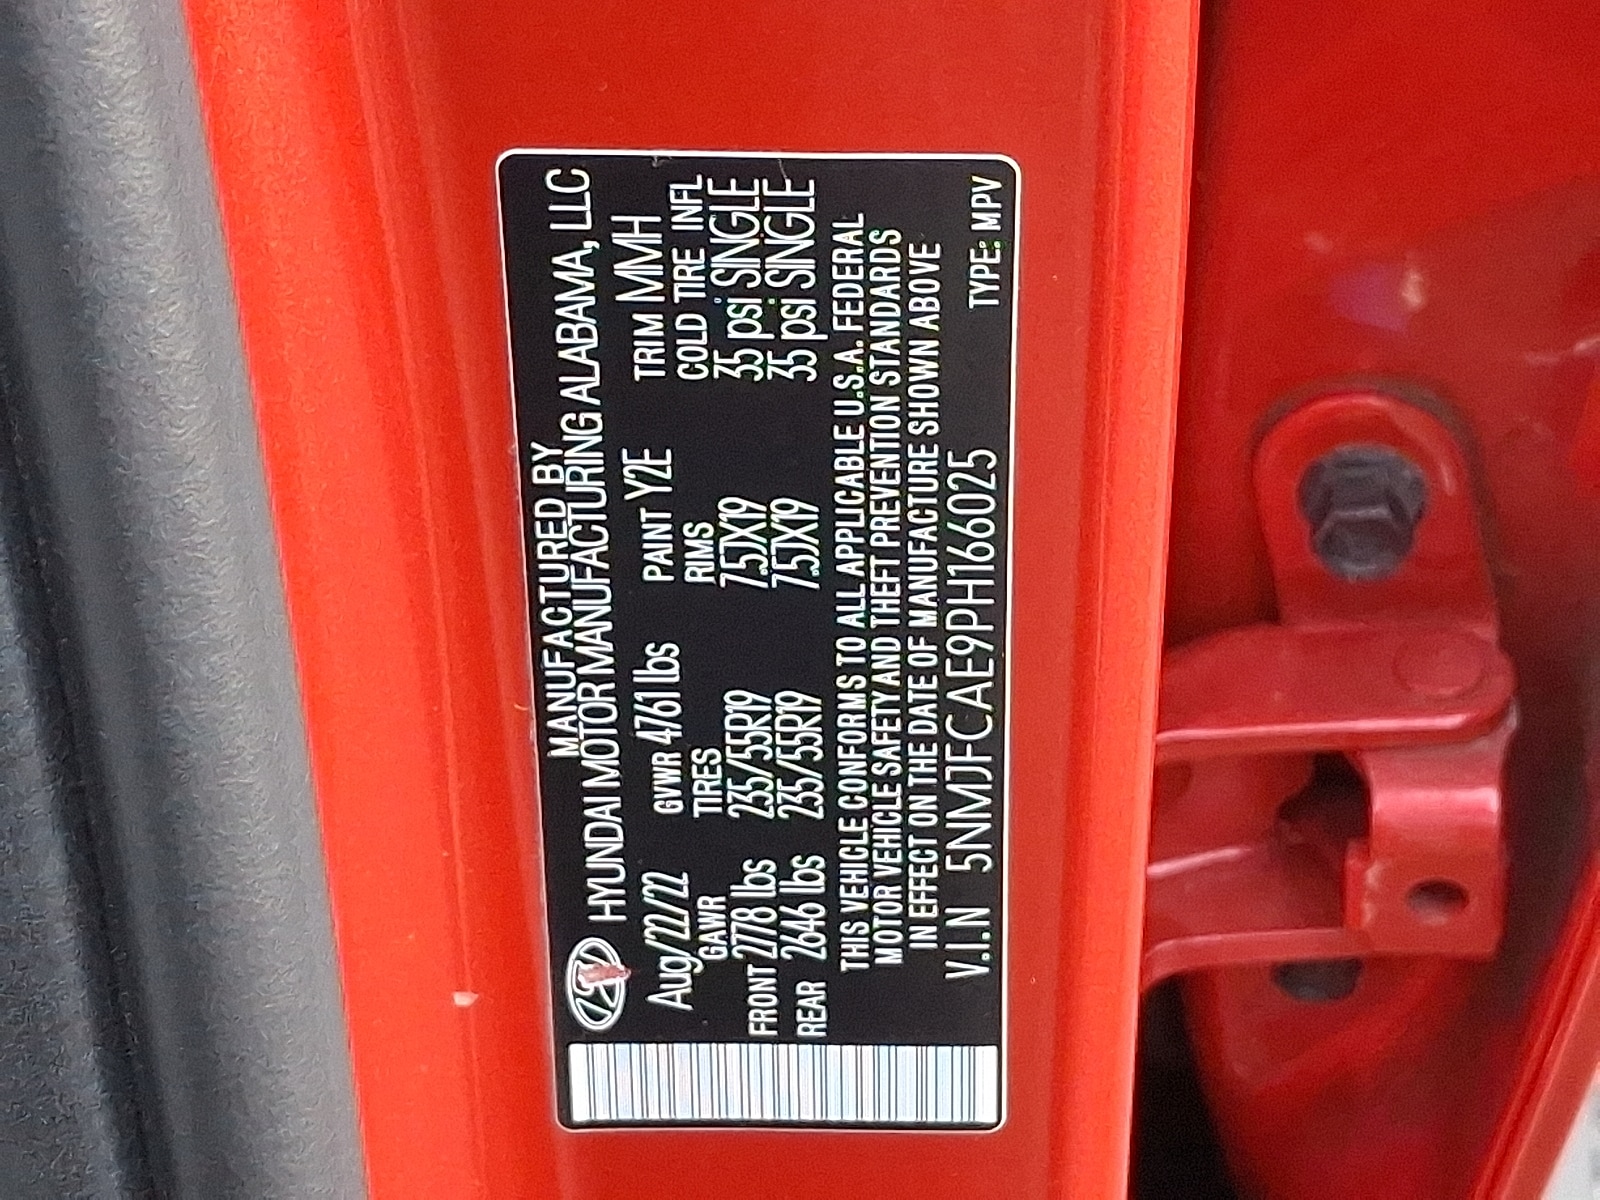 MANUFACTURED BY
HYUNDAI MOTOR MANUFACTURING ALABAMA, LLC
Aug/22/22 GVWR 4761 lbs PAINT Y2E TRIM MMH
GAWR TIRES RIMS COLD TIRE INFL
FRONT 2778 lbs 235/55R19 7.5JX19 35 psi SINGLE
REAR 2646 lbs 235/55R19 7.5JX19 35 psi SINGLE
THIS VEHICLE CONFORMS TO ALL APPLICABLE U.S.A. FEDERAL
MOTOR VEHICLE SAFETY AND THEFT PREVENTION STANDARDS
IN EFFECT ON THE DATE OF MANUFACTURE SHOWN ABOVE
V.I.N 5NMJFCAE9PH166025 TYPE: MPV